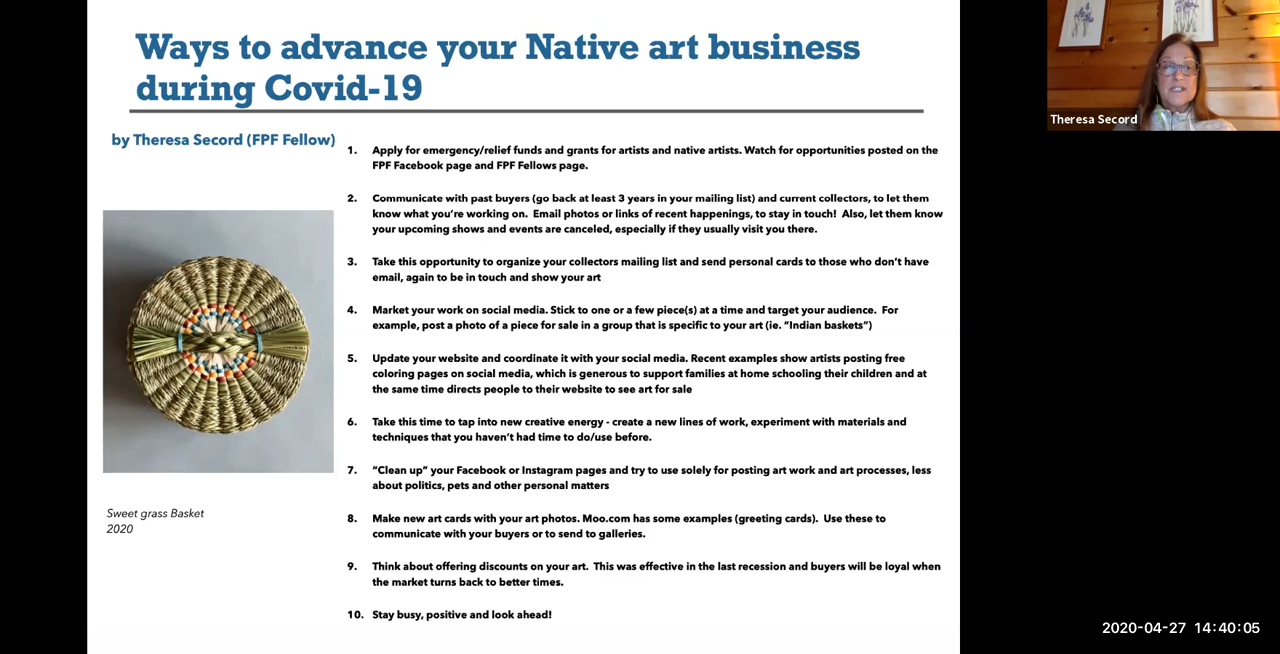 Ways to advance your Native art business
during Covid-19
by Theresa Secord (FPF Fellow)
1. Apply for emergency/relief funds and grants for artists and native artists. Watch for opportunities posted on the
FPF Facebook page and FPF Fellows page.
2. Communicate with past buyers (go back at least 3 years in your mailing list) and current collectors, to let them
know what you're working on. Email photos or links of recent happenings, to stay in touch! Also, let them know
your upcoming shows and events are canceled, especially if they usually visit you there.
3. Take this opportunity to organize your collectors mailing list and send personal cards to those who don't have
email, again to be in touch and show your art
4. Market your work on social media. Stick to one or a few piece(s) at a time and target your audience. For
example, post a photo of a piece for sale in a group that is specific to your art (ie. "Indian baskets")
5. Update your website and coordinate it with your social media. Recent examples show artists posting free
coloring pages on social media, which is generous to support families at home schooling their children and at
the same time directs people to their website to see art for sale
6. Take this time to tap into new creative energy - create a new lines of work, experiment with materials and
techniques that you haven't had time to do/use before.
7. "Clean up" your Facebook or Instagram pages and try to use solely for posting art work and art processes, less
about politics, pets and other personal matters
8. Make new art cards with your art photos. Moo.com has some examples (greeting cards). Use these to
communicate with your buyers or to send to galleries.
9. Think about offering discounts on your art. This was effective in the last recession and buyers will be loyal when
the market turns back to better times.
10. Stay busy, positive and look ahead!
Sweet grass Basket
2020
Theresa Secord
2020-04-27 14:40:05